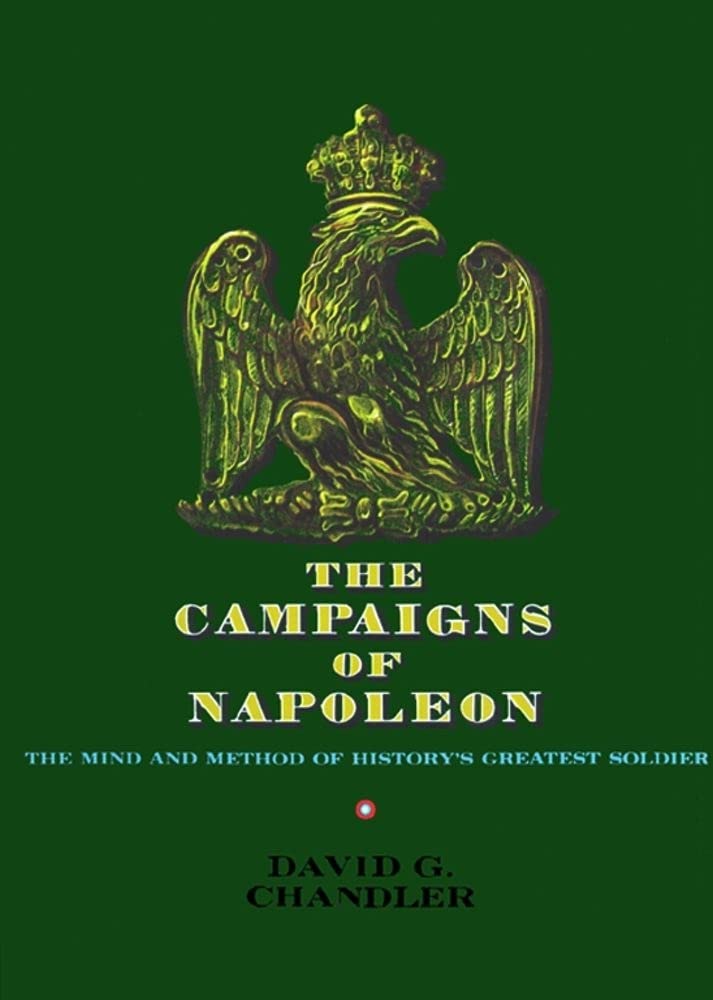 THE
CAMPAIGNS
OF
NAPOLEON
THE MIND AND METHOD OF HISTORY'S GREATEST SOLDIER
DAVID G.
CHANDLER